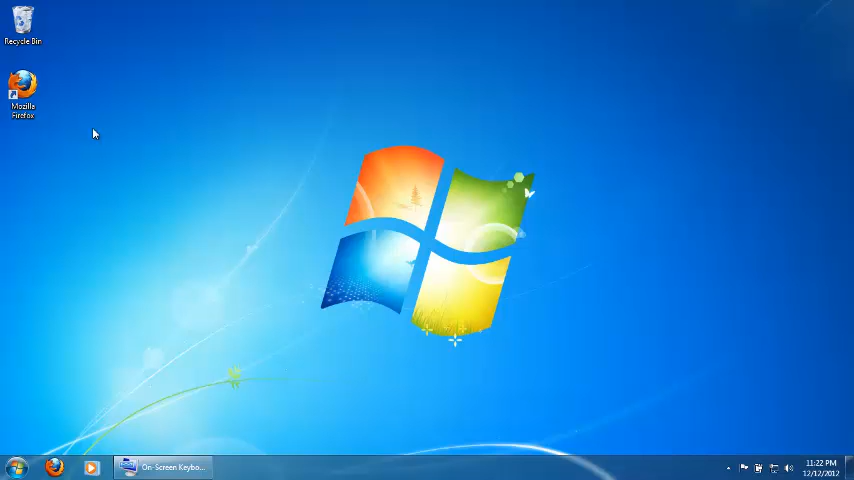 Recycle Bin
Mozilla
Firefox
On-Screen Keybo...
11:22 PM
12/12/2012